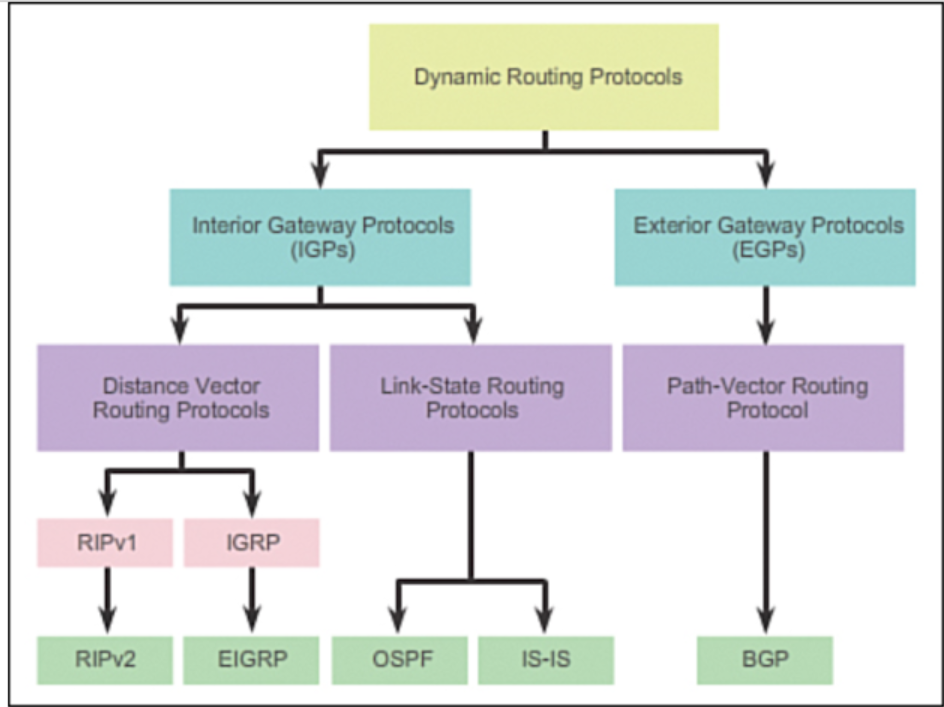 Dynamic Routing Protocols
Interior Gateway Protocols
(IGPs)
Exterior Gateway Protocols
(EGPs)
Distance Vector
Routing Protocols
Link-State Routing
Protocols
Path-Vector Routing
Protocol
RIPv1
IGRP
RIPv2
EIGRP
OSPF
IS-IS
BGP